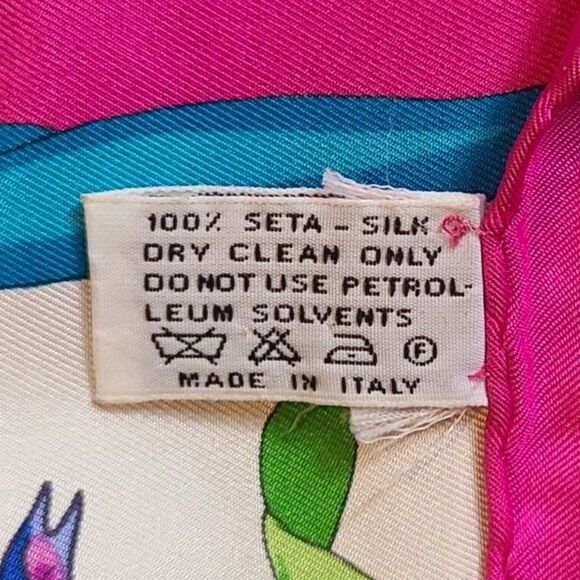 100% SETA - SILK
DRY CLEAN ONLY
DO NOT USE PETROL-
LEUM SOLVENTS
F
MADE IN ITALY